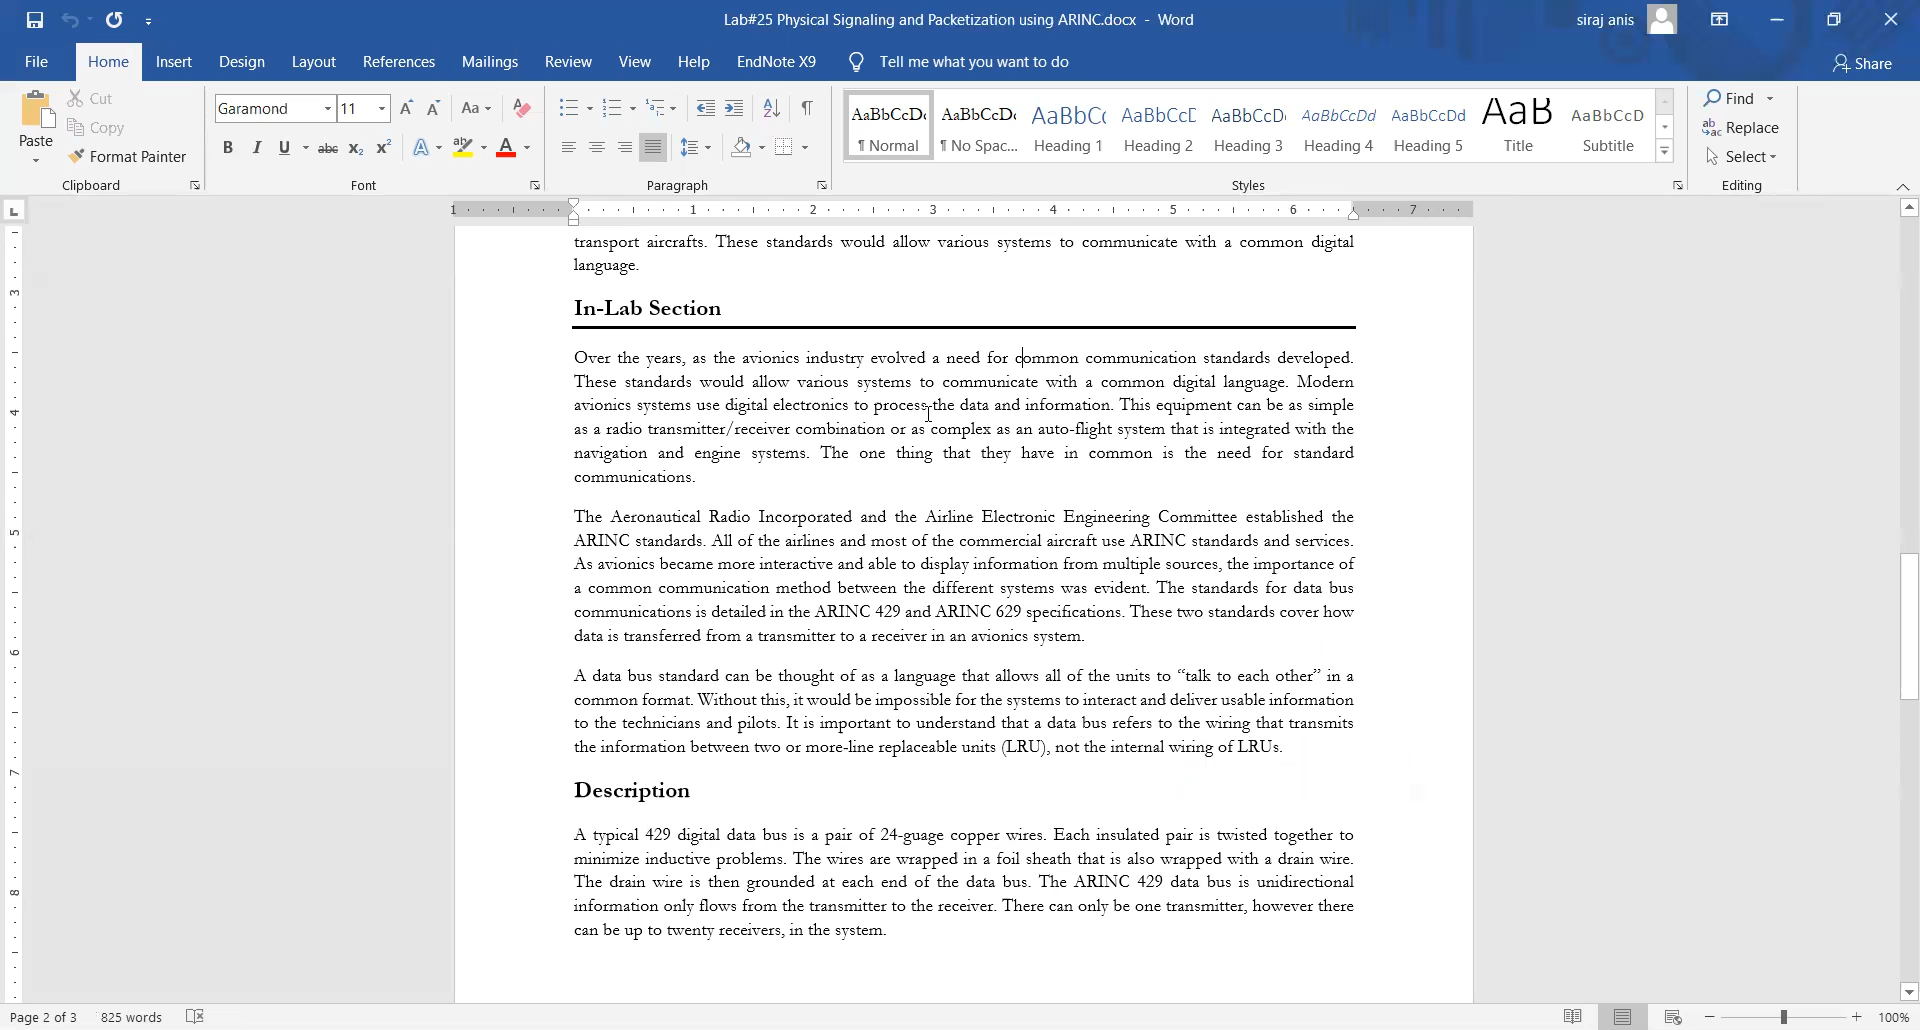 Lab#25 Physical Signaling and Packetization using ARINC.docx - Word
siraj anis
File Home Insert Design Layout References Mailings Review View Help EndNote X9 Tell me what you want to do Share
Paste
Cut
Copy
Format Painter
Clipboard
Garamond 11
Aa
B I U abc X₂ X²
A ab A
Font
Paragraph
AaBbCcDc AaBbCcDc AaBbCc AaBbCcE AaBbCcDc AaBbCcDd AaBbCcDd AaB AaBbCcD
¶ Normal ¶ No Spac... Heading 1 Heading 2 Heading 3 Heading 4 Heading 5 Title Subtitle
Styles
Find
Replace
Select
Editing
L
1 1 2 3 4 5 6 7
3
4
5
6
7
8
transport aircrafts. These standards would allow various systems to communicate with a common digital
language.
In-Lab Section
Over the years, as the avionics industry evolved a need for common communication standards developed.
These standards would allow various systems to communicate with a common digital language. Modern
avionics systems use digital electronics to process the data and information. This equipment can be as simple
as a radio transmitter/receiver combination or as complex as an auto-flight system that is integrated with the
navigation and engine systems. The one thing that they have in common is the need for standard
communications.
The Aeronautical Radio Incorporated and the Airline Electronic Engineering Committee established the
ARINC standards. All of the airlines and most of the commercial aircraft use ARINC standards and services.
As avionics became more interactive and able to display information from multiple sources, the importance of
a common communication method between the different systems was evident. The standards for data bus
communications is detailed in the ARINC 429 and ARINC 629 specifications. These two standards cover how
data is transferred from a transmitter to a receiver in an avionics system.
A data bus standard can be thought of as a language that allows all of the units to “talk to each other” in a
common format. Without this, it would be impossible for the systems to interact and deliver usable information
to the technicians and pilots. It is important to understand that a data bus refers to the wiring that transmits
the information between two or more-line replaceable units (LRU), not the internal wiring of LRUs.
Description
A typical 429 digital data bus is a pair of 24-guage copper wires. Each insulated pair is twisted together to
minimize inductive problems. The wires are wrapped in a foil sheath that is also wrapped with a drain wire.
The drain wire is then grounded at each end of the data bus. The ARINC 429 data bus is unidirectional
information only flows from the transmitter to the receiver. There can only be one transmitter, however there
can be up to twenty receivers, in the system.
Page 2 of 3 825 words 100%